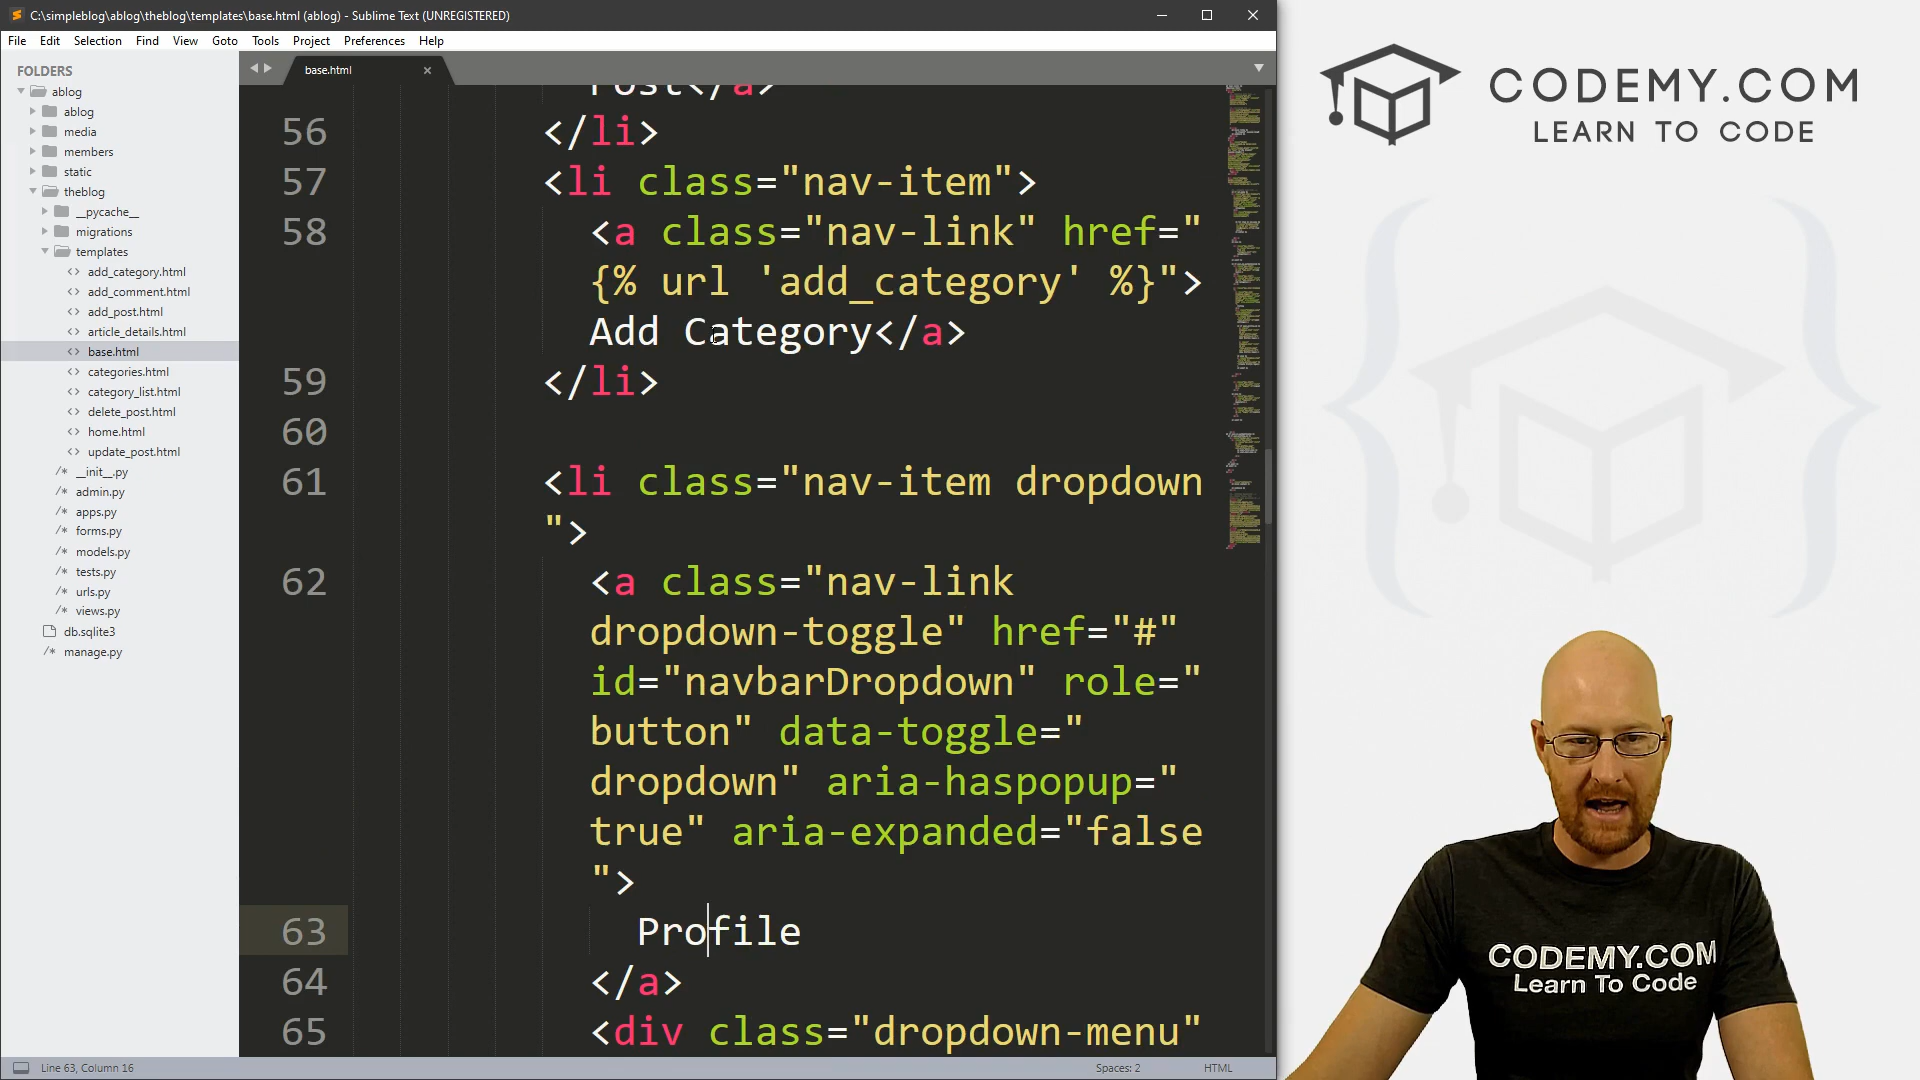 C:\simpleblog\ablog\theblog\templates\base.html (ablog) - Sublime Text (UNREGISTERED)
File Edit Selection Find View Goto Tools Project Preferences Help
FOLDERS
ablog
ablog
media
members
static
theblog
__pycache__
migrations
templates
<> add_category.html
<> add_comment.html
<> add_post.html
<> article_details.html
<> base.html
<> categories.html
<> category_list.html
<> delete_post.html
<> home.html
<> update_post.html
/* __init__.py
/* admin.py
/* apps.py
/* forms.py
/* models.py
/* tests.py
/* urls.py
/* views.py
db.sqlite3
/* manage.py
base.html
Post</a>
56 </li>
57 <li class="nav-item">
58 <a class="nav-link" href="
{% url 'add_category' %}">
Add Category</a>
59 </li>
60
61 <li class="nav-item dropdown
">
62 <a class="nav-link
dropdown-toggle" href="#"
id="navbarDropdown" role="
button" data-toggle="
dropdown" aria-haspopup="
true" aria-expanded="false
">
63 Profile
64 </a>
65 <div class="dropdown-menu"
Line 63, Column 16
Spaces: 2
HTML
CODEMY.COM
LEARN TO CODE
CODEMY.COM
Learn To Code